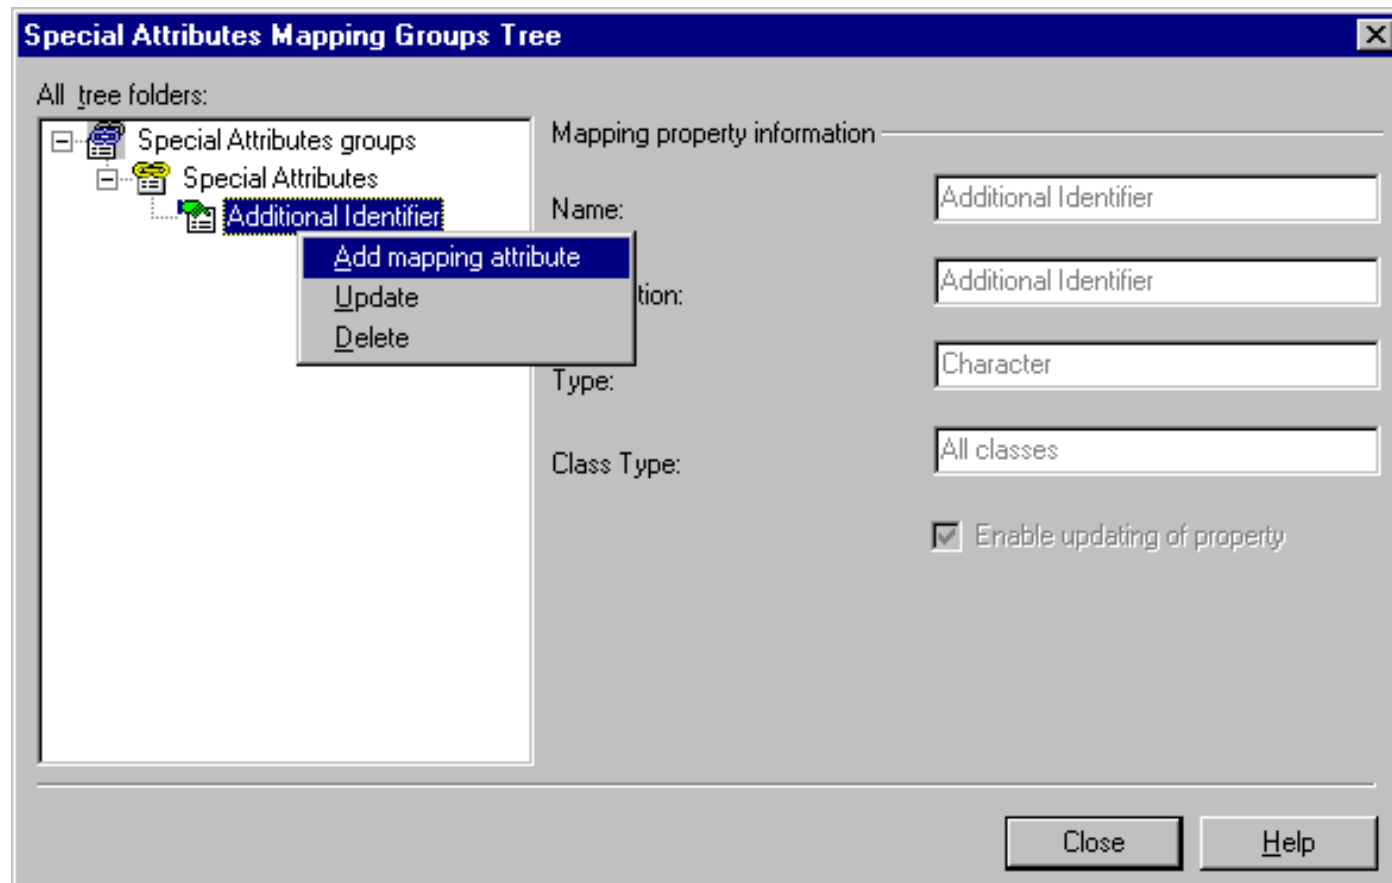 Special Attributes Mapping Groups Tree
All tree folders:
Special Attributes groups
Special Attributes
Additional Identifier
Add mapping attribute
Update
Delete
Mapping property information
Name:
Additional Identifier
Additional Identifier
Type:
Character
Class Type:
All classes
Enable updating of property
Close
Help